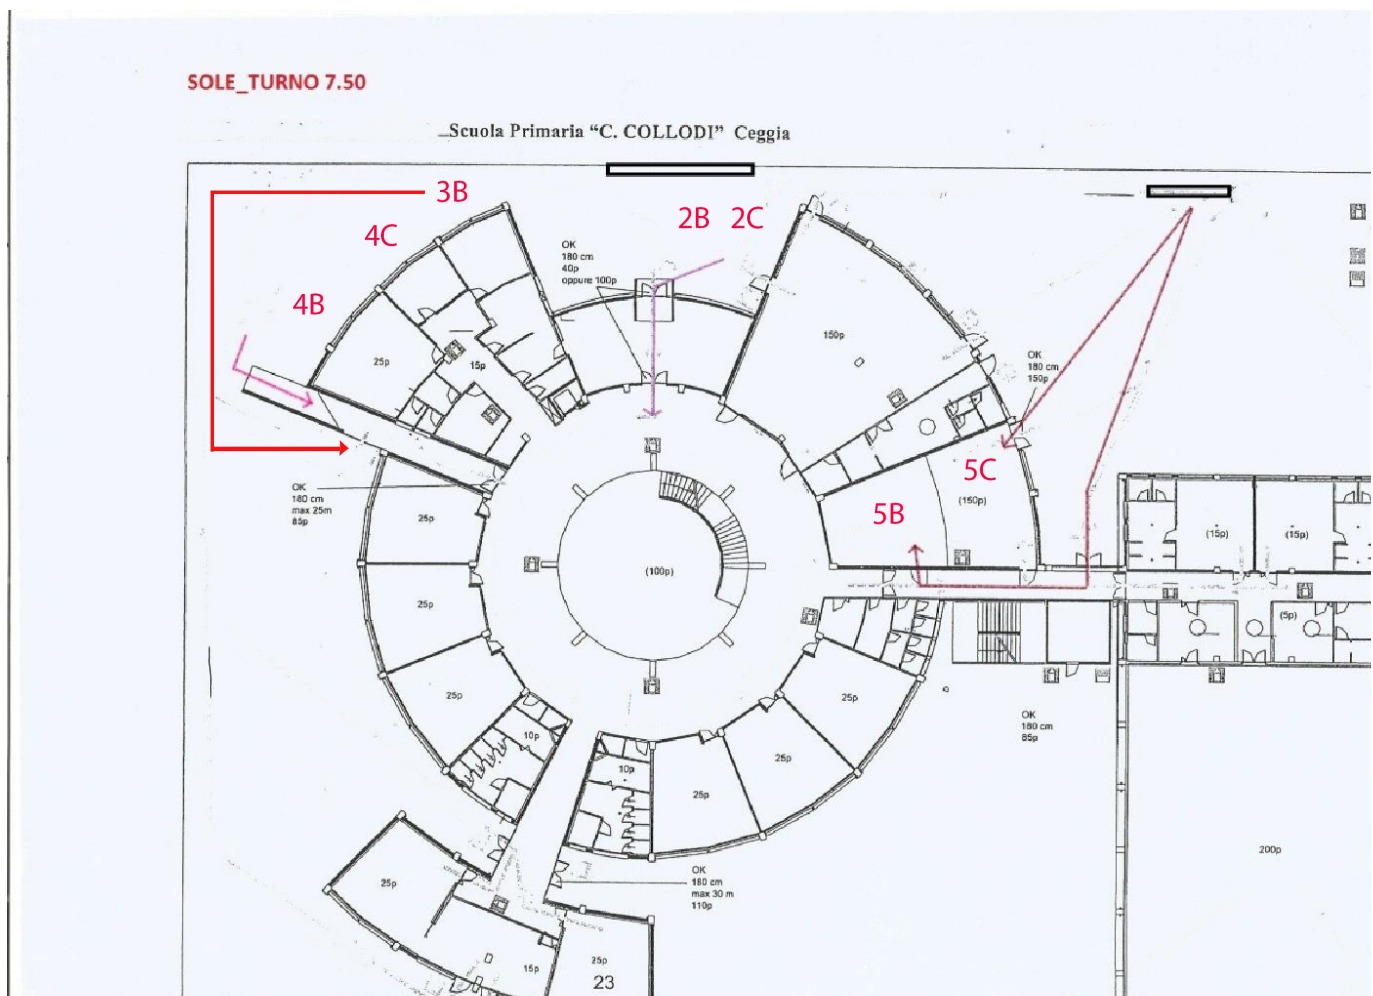 SOLE_TURNO 7.50
Scuola Primaria “C. COLLODI” Ceggia
3B
2B 2C
4C
OK
180 cm
40p
oppure 100p
4B
150p
25p
15p
OK
180 cm
150p
5C
(150p)
5B
OK
180 cm
max 25m
85p
25p
(15p)
(15p)
(100p)
25p
(5p)
25p
25p
OK
180 cm
85p
10p
25p
10p
25p
200p
OK
180 cm
max 30 m
110p
25p
25p
15p
23